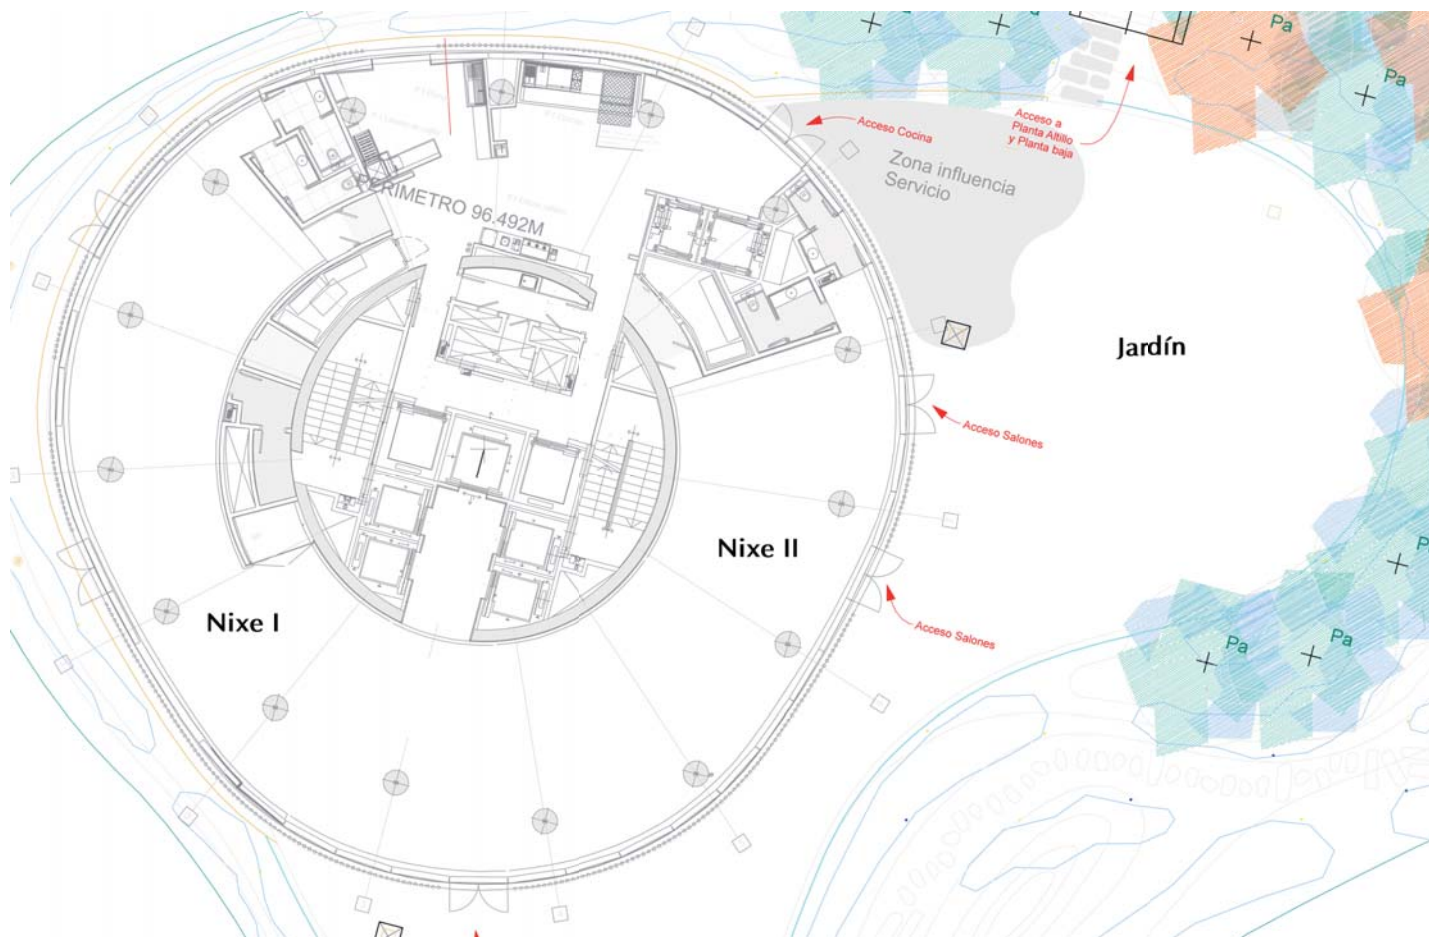 Pa
Pa
Acceso a
Planta Altillo
y Planta baja
Acceso Cocina
Zona influencia
Servicio
PERIMETRO 96.492M
Jardín
Acceso Salones
Nixe II
Nixe I
Acceso Salones
Pa
Pa